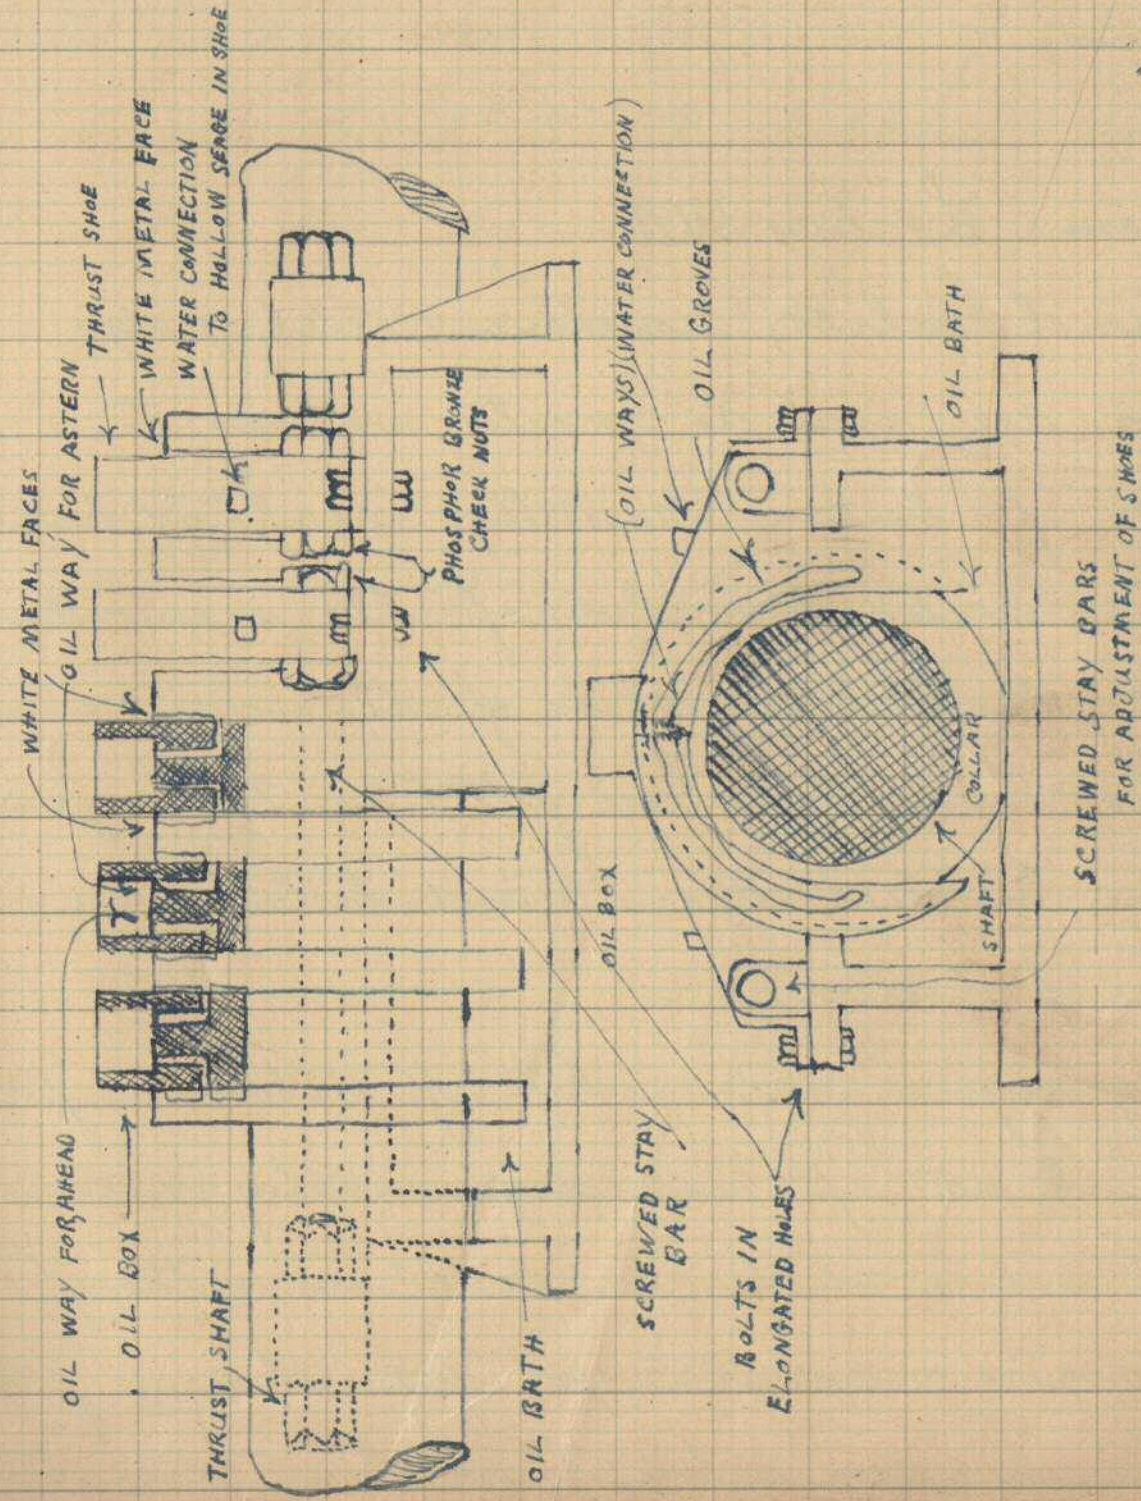 WHITE METAL FACES
OIL WAY FOR ASTERN
THRUST SHOE
WHITE METAL FACE
WATER CONNECTION
TO HOLLOW SPACE IN SHOE
OIL WAY FOR AHEAD
OIL BOX
THRUST SHAFT
PHOSPHOR BRONZE
CHECK NUTS
OIL BATH
SCREWED STAY
BAR
BOLTS IN
ELONGATED HOLES
OIL BOX
(OIL WAYS) (WATER CONNECTION)
OIL GROVES
OIL BATH
SHAFT
COLLAR
SCREWED STAY BARS
FOR ADJUSTMENT OF SHOES